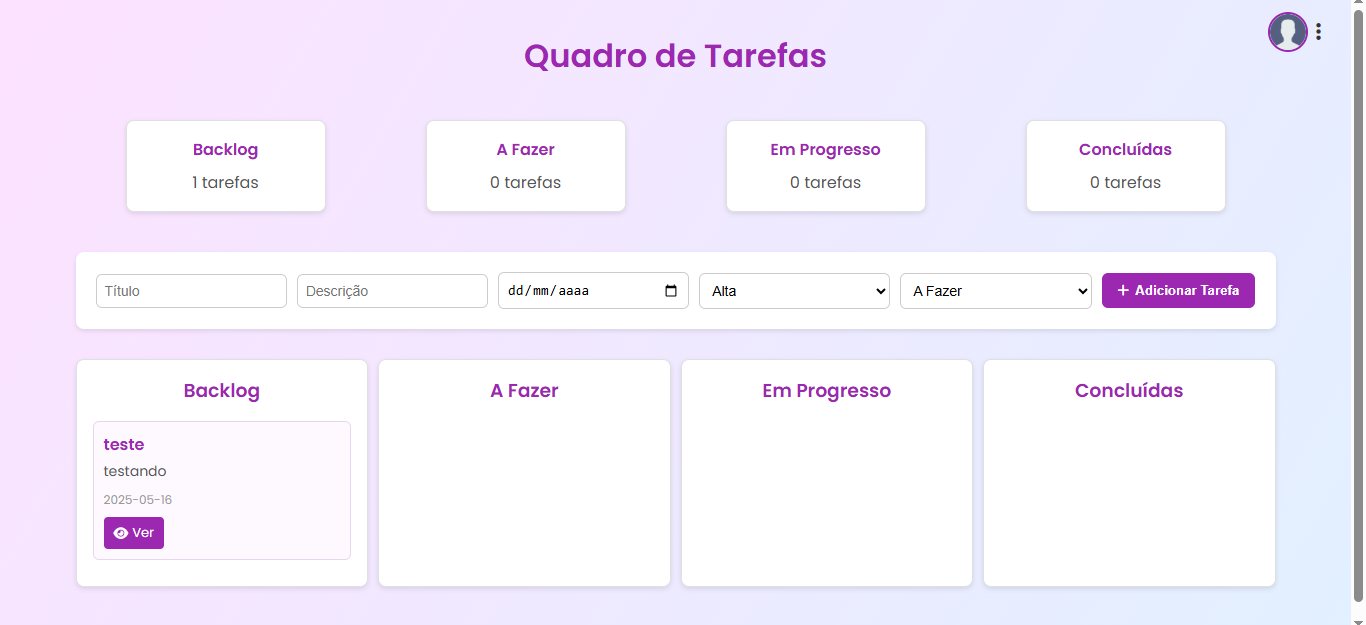 Quadro de Tarefas
Backlog
1 tarefas
A Fazer
0 tarefas
Em Progresso
0 tarefas
Concluídas
0 tarefas
Título
Descrição
dd/mm/aaaa
Alta
A Fazer
+ Adicionar Tarefa
Backlog
teste
testando
2025-05-16
Ver
A Fazer
Em Progresso
Concluídas